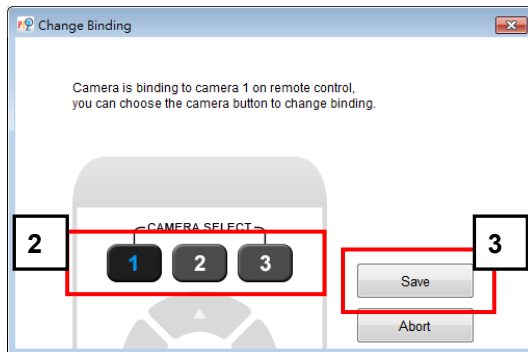 Change Binding
Camera is binding to camera 1 on remote control,
you can choose the camera button to change binding.
2
CAMERA SELECT
1 2 3
3
Save
Abort